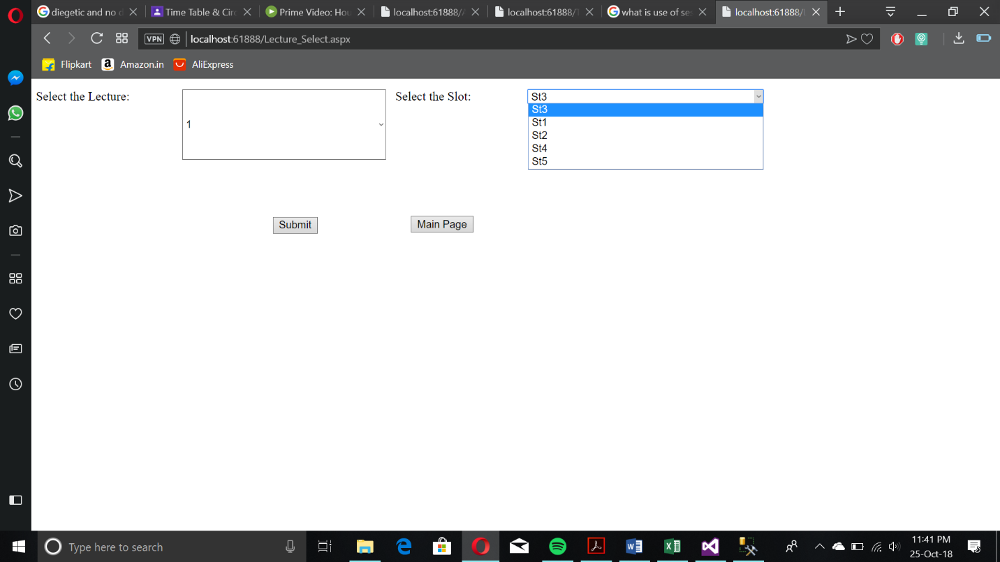 diegetic and no d
Time Table & Circ
Prime Video: Hou
localhost:61888/A
localhost:61888/T
what is use of ses
localhost:61888/L
VPN
localhost:61888/Lecture_Select.aspx
Flipkart
Amazon.in
AliExpress
Select the Lecture:
1
Select the Slot:
St3
St3
St1
St2
St4
St5
Submit
Main Page
Type here to search
11:41 PM
25-Oct-18